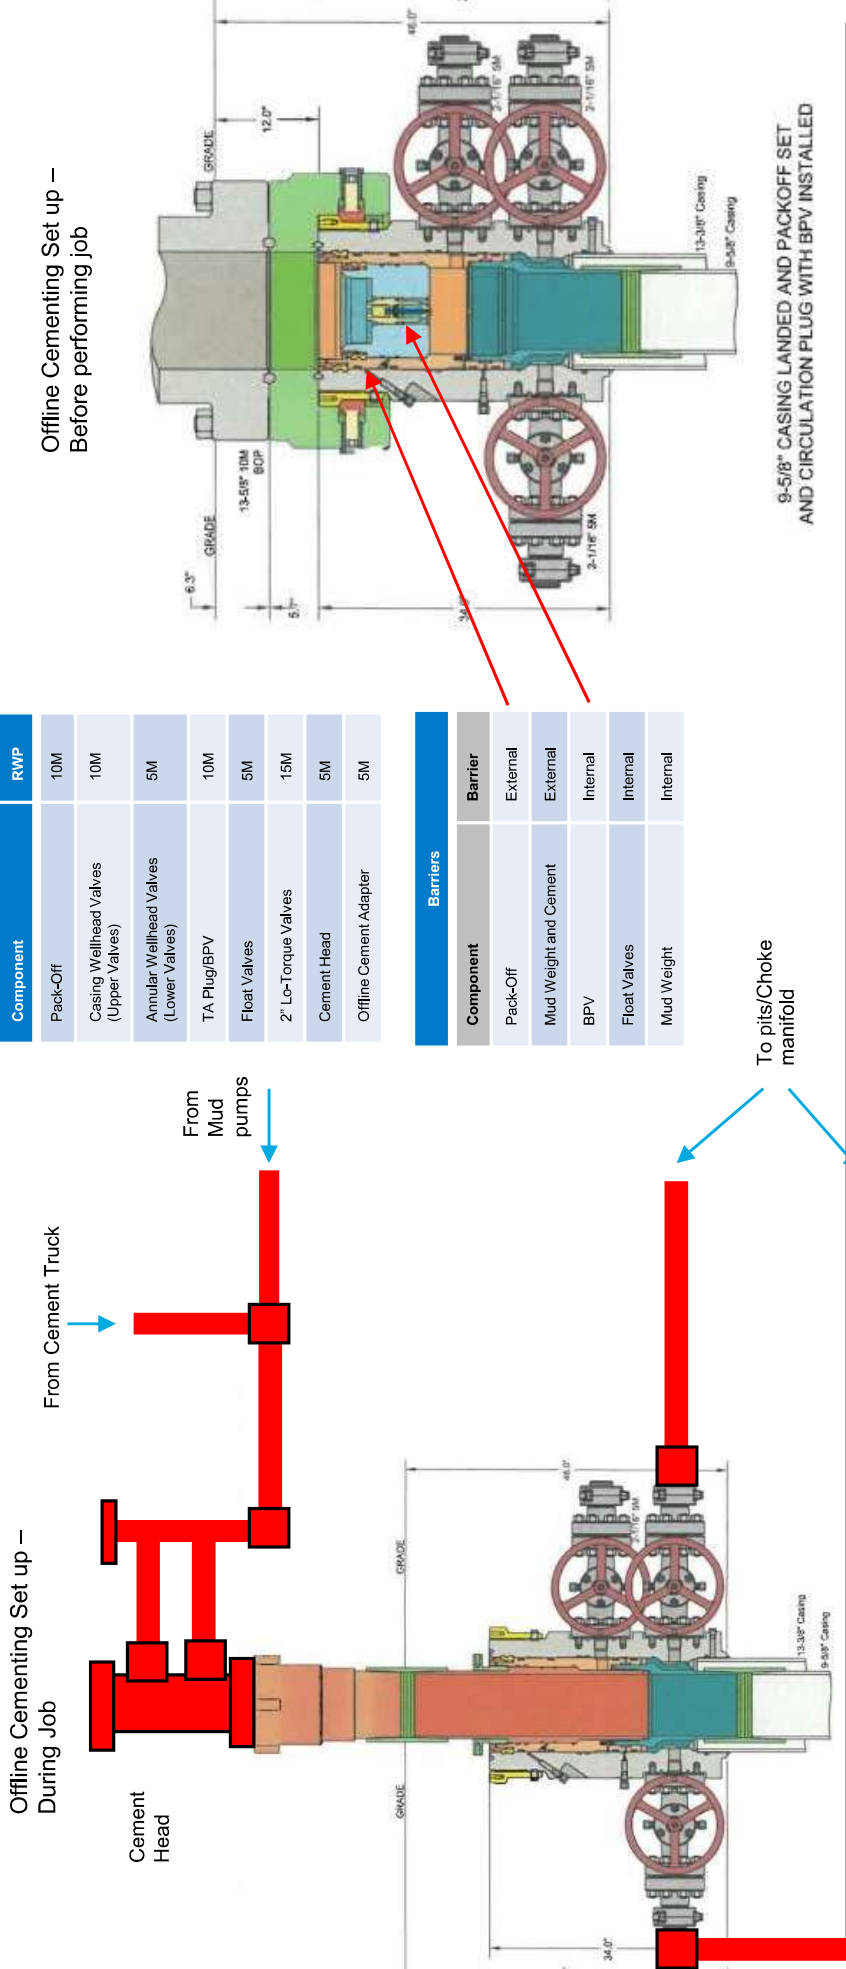 Offline Cementing Set up –
During Job
Cement
Head
From Cement Truck
From
Mud
pumps
To pits/Choke
manifold
GRADE
GRADE
46.0"
34.0"
2-1/16" 5M
13-3/8" Casing
9-5/8" Casing
Component RWP
Pack-Off 10M
Casing Wellhead Valves
(Upper Valves) 10M
Annular Wellhead Valves
(Lower Valves) 5M
TA Plug/BPV 10M
Float Valves 5M
2" Lo-Torque Valves 15M
Cement Head 5M
Offline Cement Adapter 5M
Barriers
Component Barrier
Pack-Off External
Mud Weight and Cement External
BPV Internal
Float Valves Internal
Mud Weight Internal
Offline Cementing Set up –
Before performing job
6.3"
GRADE
GRADE
46.0"
12.0"
13-5/8" 10M
BOP
5.7"
34.0"
2-1/16" 5M
2-1/16" 5M
2-1/16" 5M
13-3/8" Casing
9-5/8" Casing
9-5/8" CASING LANDED AND PACKOFF SET
AND CIRCULATION PLUG WITH BPV INSTALLED